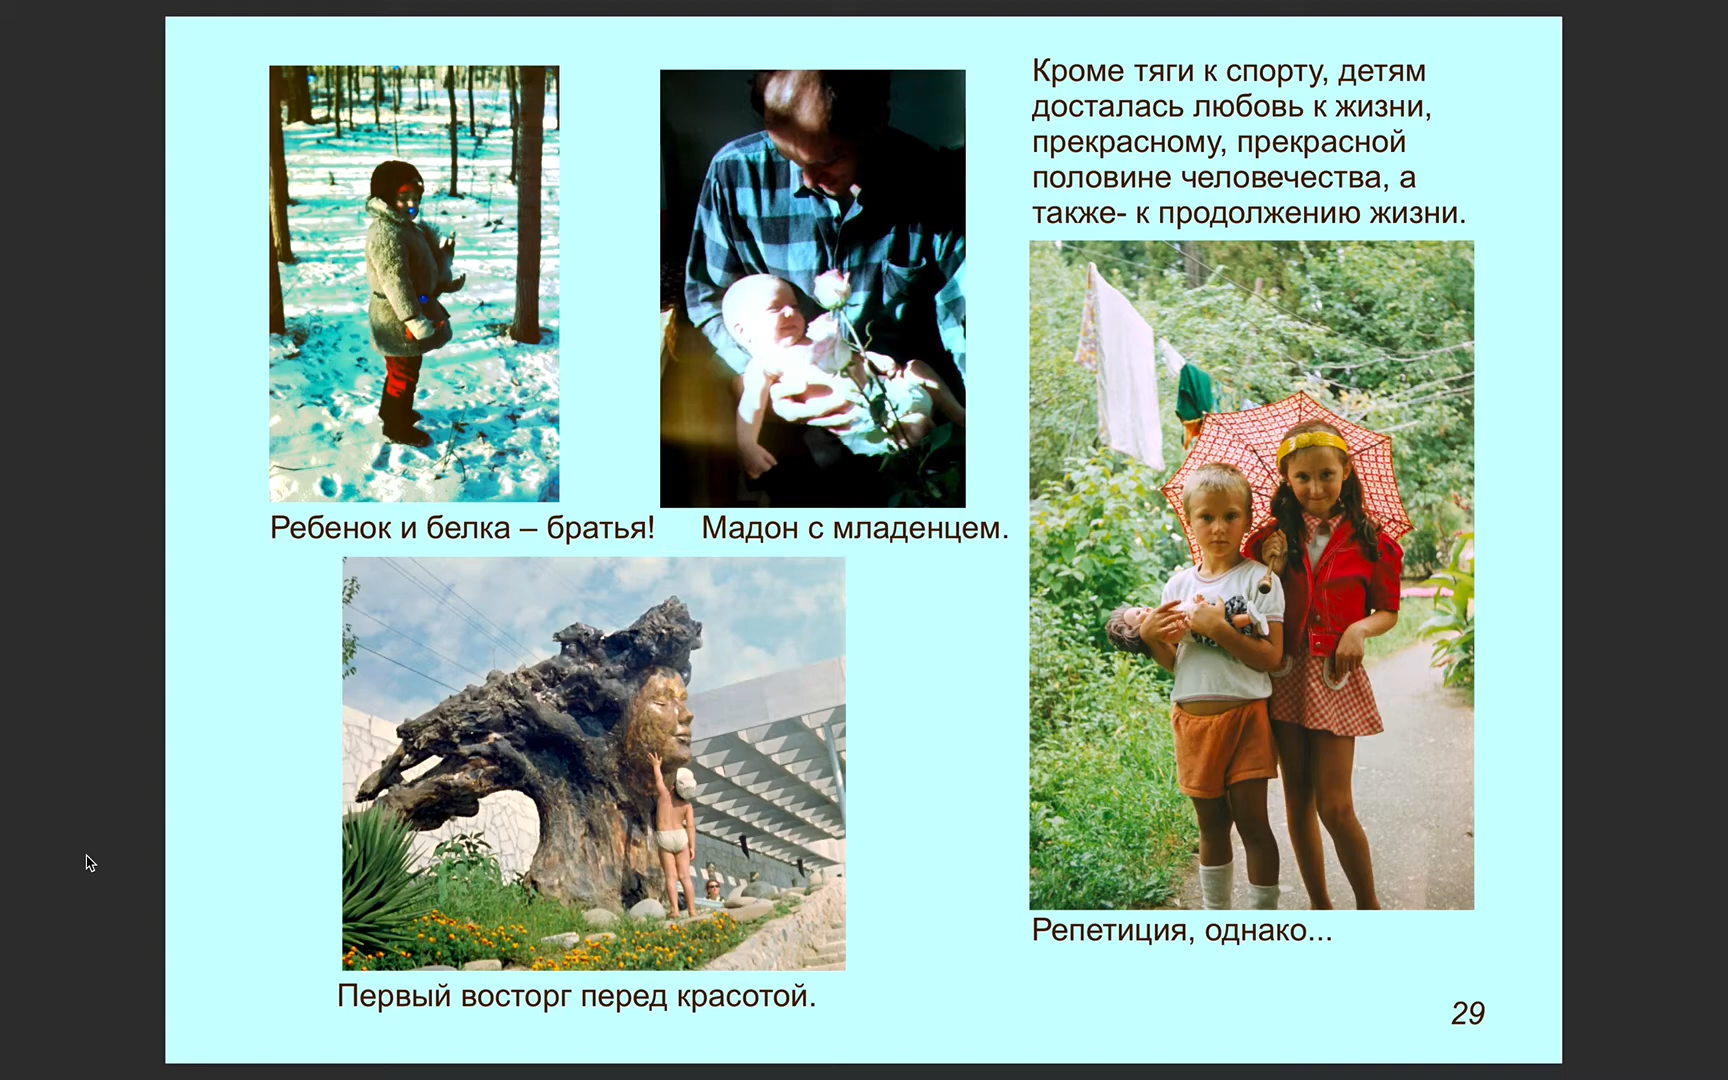 Кроме тяги к спорту, детям
досталась любовь к жизни,
прекрасному, прекрасной
половине человечества, а
также- к продолжению жизни.
Ребенок и белка – братья!
Мадон с младенцем.
Первый восторг перед красотой.
Репетиция, однако...
29